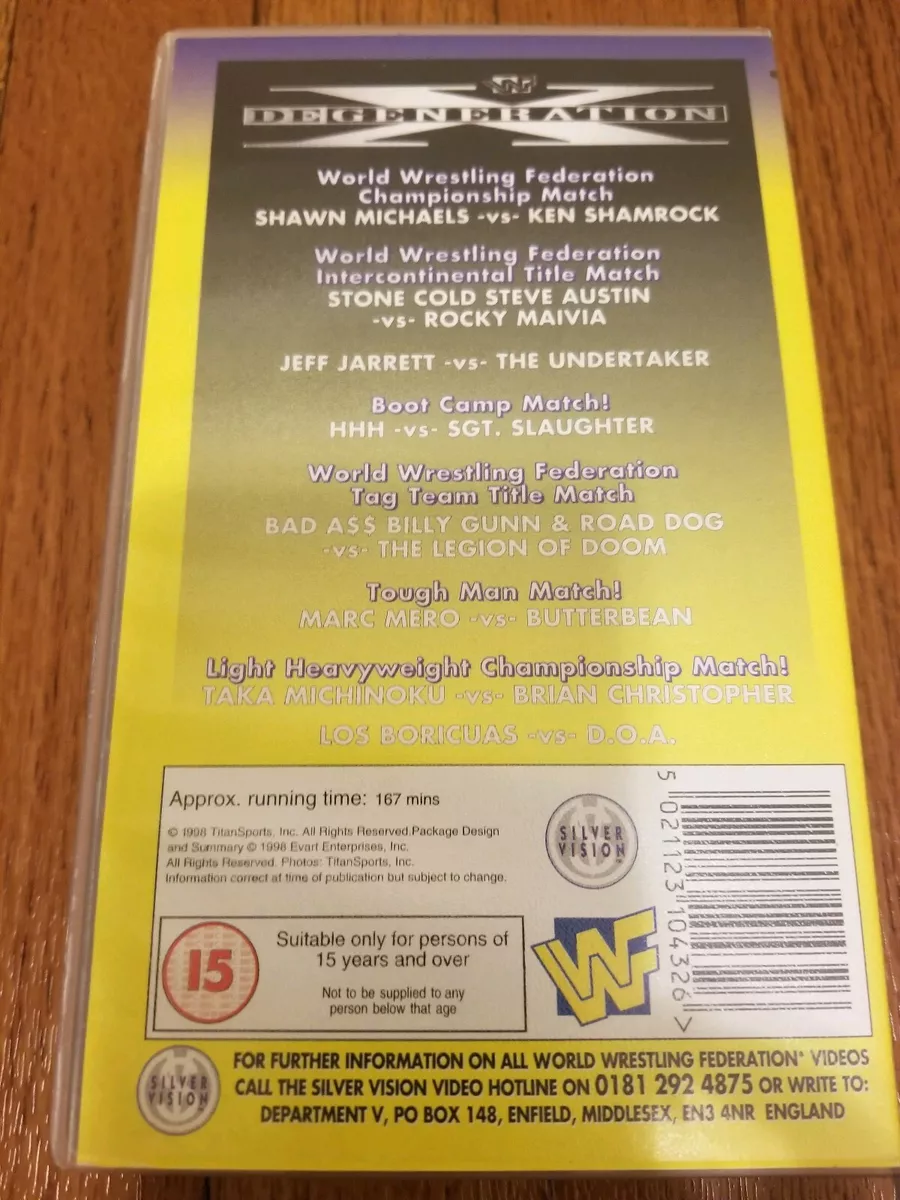 W
DEGENERATION
X
World Wrestling Federation
Championship Match
SHAWN MICHAELS -vs- KEN SHAMROCK
World Wrestling Federation
Intercontinental Title Match
STONE COLD STEVE AUSTIN
-vs- ROCKY MAIVIA
JEFF JARRETT -vs- THE UNDERTAKER
Boot Camp Match!
HHH -vs- SGT. SLAUGHTER
World Wrestling Federation
Tag Team Title Match
BAD A$$ BILLY GUNN & ROAD DOG
-vs- THE LEGION OF DOOM
Tough Man Match!
MARC MERO -vs- BUTTERBEAN
Light Heavyweight Championship Match!
TAKA MICHINOKU -vs- BRIAN CHRISTOPHER
LOS BORICUAS -vs- D.O.A.
Approx. running time: 167 mins
© 1998 TitanSports, Inc. All Rights Reserved.Package Design
and Summary © 1998 Evart Enterprises, Inc.
All Rights Reserved. Photos: TitanSports, Inc.
Information correct at time of publication but subject to change.
SILVER
VISION
5 021123 104326 >
15
Suitable only for persons of
15 years and over
Not to be supplied to any
person below that age
WF
SILVER
VISION
FOR FURTHER INFORMATION ON ALL WORLD WRESTLING FEDERATION® VIDEOS
CALL THE SILVER VISION VIDEO HOTLINE ON 0181 292 4875 OR WRITE TO:
DEPARTMENT V, PO BOX 148, ENFIELD, MIDDLESEX, EN3 4NR ENGLAND